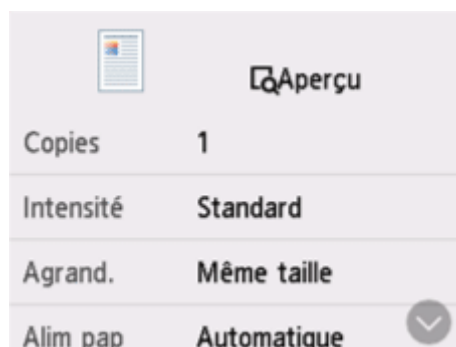 Aperçu
Copies 1
Intensité Standard
Agrand. Même taille
Alim pap Automatique